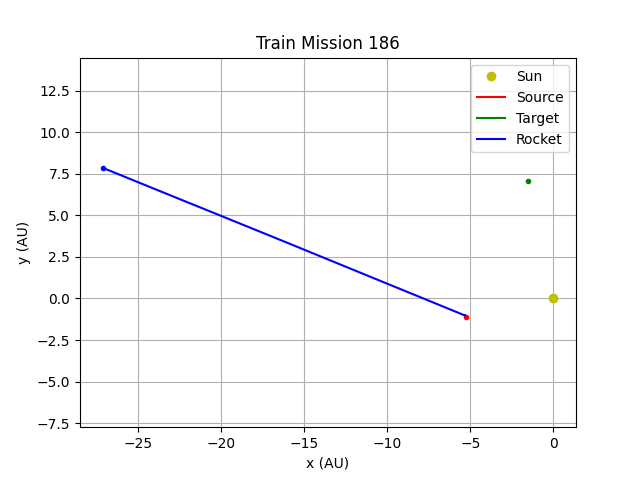 Train Mission 186
Sun
Source
Target
Rocket
12.5
10.0
7.5
5.0
2.5
0.0
−2.5
−5.0
−7.5
y (AU)
−25 −20 −15 −10 −5 0
x (AU)